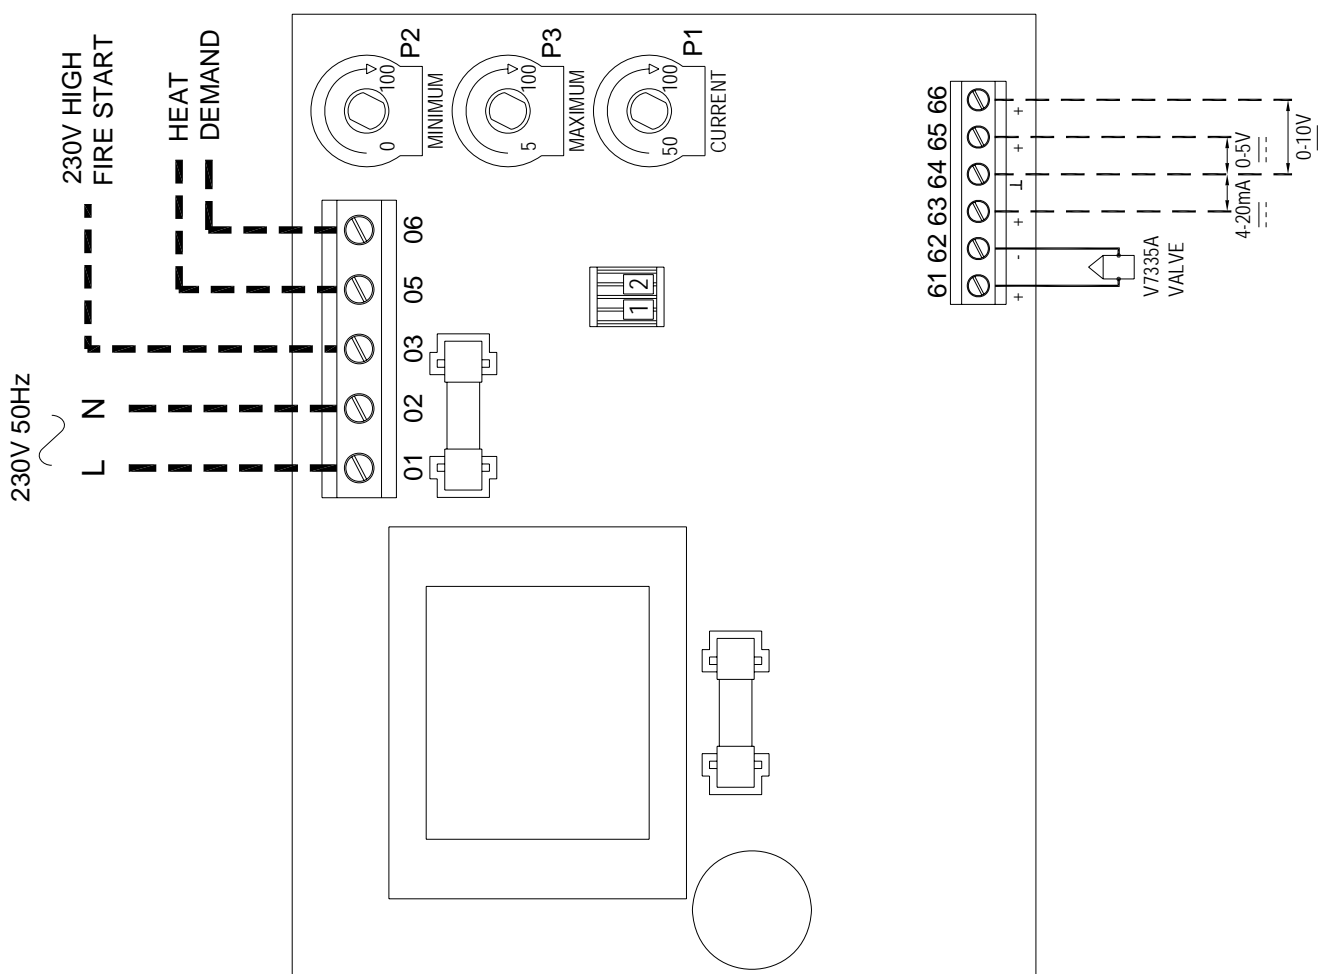 230V 50Hz
L
N
230V HIGH
FIRE START
HEAT
DEMAND
01
02
03
05
06
P2
0
100
MINIMUM
P3
5
100
MAXIMUM
P1
50
100
CURRENT
1
2
61
62
63
64
65
66
+
-
+
+
+
V7335A
VALVE
4-20mA
0-5V
0-10V